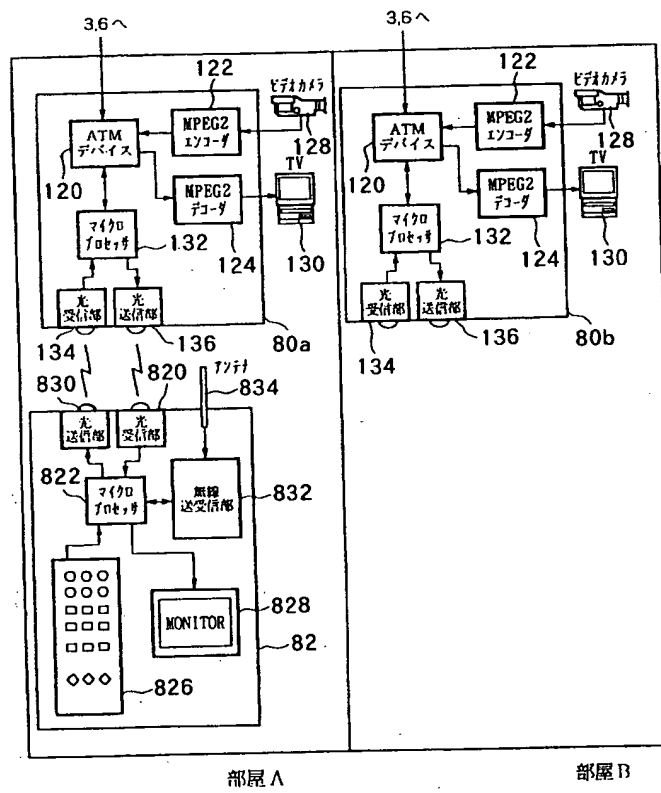 3,6へ
122
ビデオカメラ
ATM
デバイス
MPEG2
エンコーダ
128
120
TV
MPEG2
デコーダ
マイクロ
プロセッサ
132
124
130
光
受信部
光
送信部
134
136
80a
830
820
アンテナ
834
光
送信部
光
受信部
822
マイクロ
プロセッサ
無線
送受信部
832
828
MONITOR
82
826
部屋A
3,6へ
122
ビデオカメラ
ATM
デバイス
MPEG2
エンコーダ
128
120
TV
MPEG2
デコーダ
マイクロ
プロセッサ
132
124
130
光
受信部
光
送信部
134
136
80b
部屋B